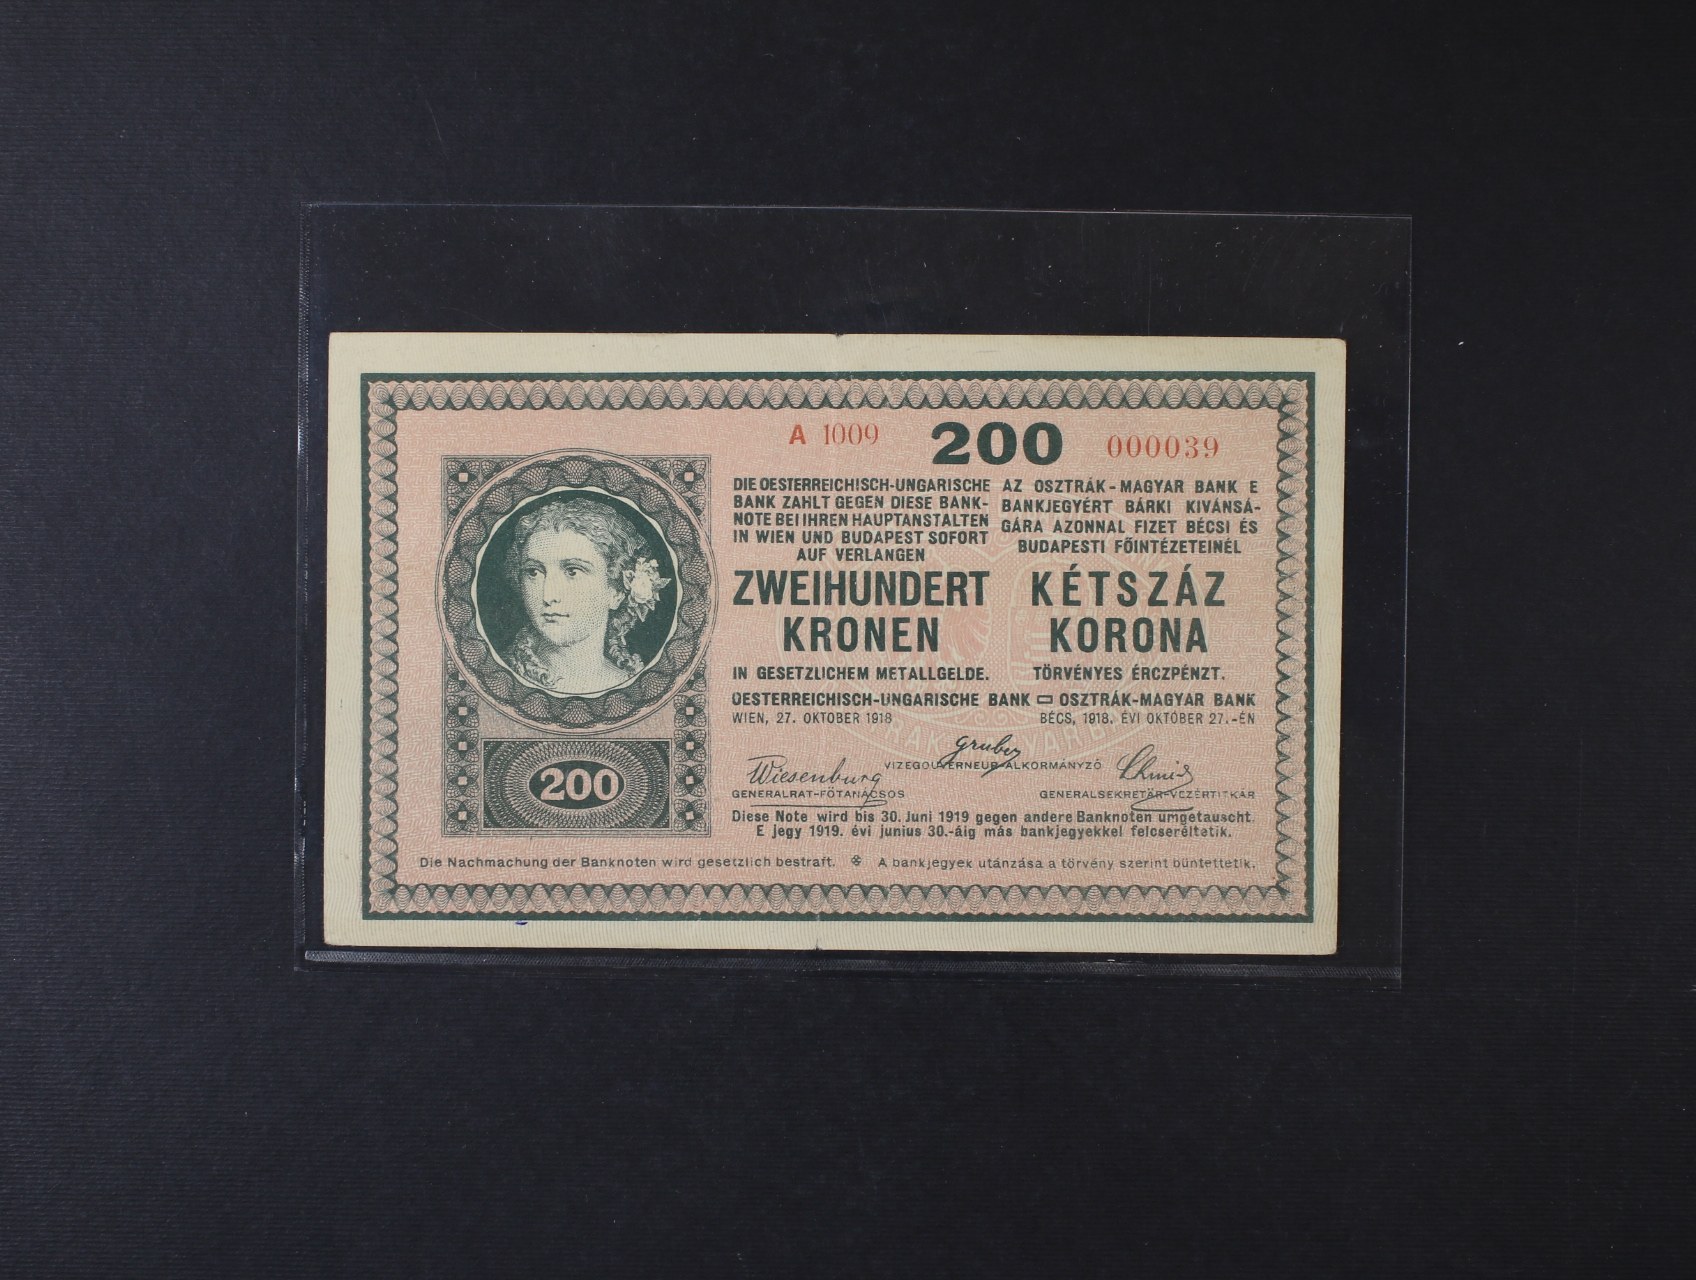 A 1009 200 000039
DIE OESTERREICHISCH-UNGARISCHE
BANK ZAHLT GEGEN DIESE BANK-
NOTE BEI IHREN HAUPTANSTALTEN
IN WIEN UND BUDAPEST SOFORT
AUF VERLANGEN
ZWEIHUNDERT
KRONEN
IN GESETZLICHEM METALLGELDE.
AZ OSZTRÁK-MAGYAR BANK E
BANKJEGYÉRT BÁRKI KIVÁNSÁ-
GÁRA AZONNAL FIZET BÉCSI ÉS
BUDAPESTI FŐINTÉZETEINÉL
KÉTSZÁZ
KORONA
TÖRVÉNYES ÉRCZPÉNZT.
OESTERREICHISCH-UNGARISCHE BANK OSZTRÁK-MAGYAR BANK
WIEN, 27. OKTOBER 1918 BÉCS, 1918. ÉVI OKTÓBER 27.-ÉN
Gruber
VIZEGOUVERNEUR-ALKORMÁNYZÓ
Wiesenburg
GENERALRAT-FŐTANÁCSOS
Schmid
GENERALSEKRETÄR-VEZÉRTITKÁR
200
Diese Note wird bis 30. Juni 1919 gegen andere Banknoten umgetauscht.
E jegy 1919. évi junius 30.-áig más bankjegyekkel felcseréltetik.
Die Nachmachung der Banknoten wird gesetzlich bestraft. A bankjegyek utánzása a törvény szerint büntettetik.